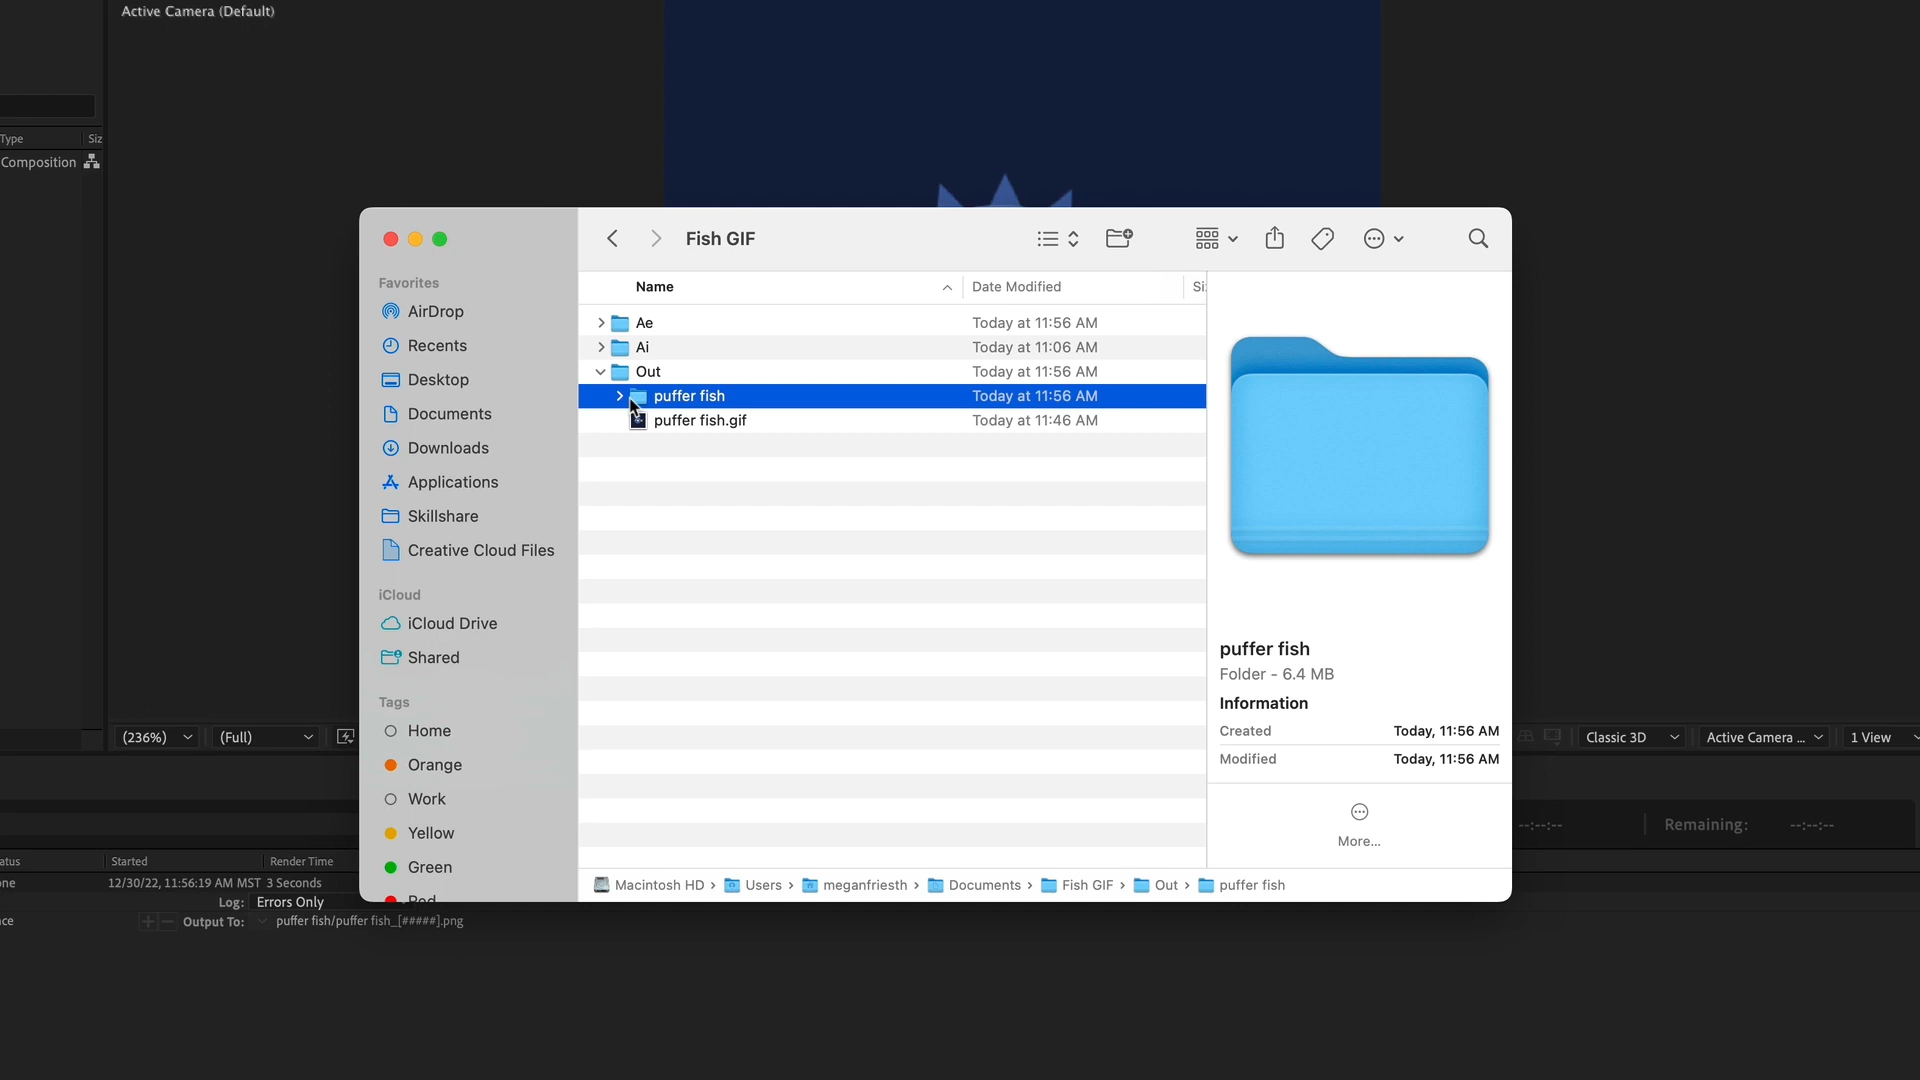 Active Camera (Default)
Type
Siz
Composition
Fish GIF
Favorites
AirDrop
Recents
Desktop
Documents
Downloads
Applications
Skillshare
Creative Cloud Files
iCloud
iCloud Drive
Shared
Tags
Home
Orange
Work
Yellow
Green
Red
Name
Date Modified
Si
Ae
Today at 11:56 AM
Ai
Today at 11:06 AM
Out
Today at 11:56 AM
puffer fish
Today at 11:56 AM
puffer fish.gif
Today at 11:46 AM
puffer fish
Folder - 6.4 MB
Information
Created Today, 11:56 AM
Modified Today, 11:56 AM
More...
Macintosh HD › Users › meganfriesth › Documents › Fish GIF › Out › puffer fish
(236%)
(Full)
Classic 3D
Active Camera ...
1 View
--:--:--
Remaining: --:--:--
atus
Started
Render Time
one
12/30/22, 11:56:19 AM MST
3 Seconds
Log: Errors Only
ce
+ − Output To: puffer fish/puffer fish_[#####].png